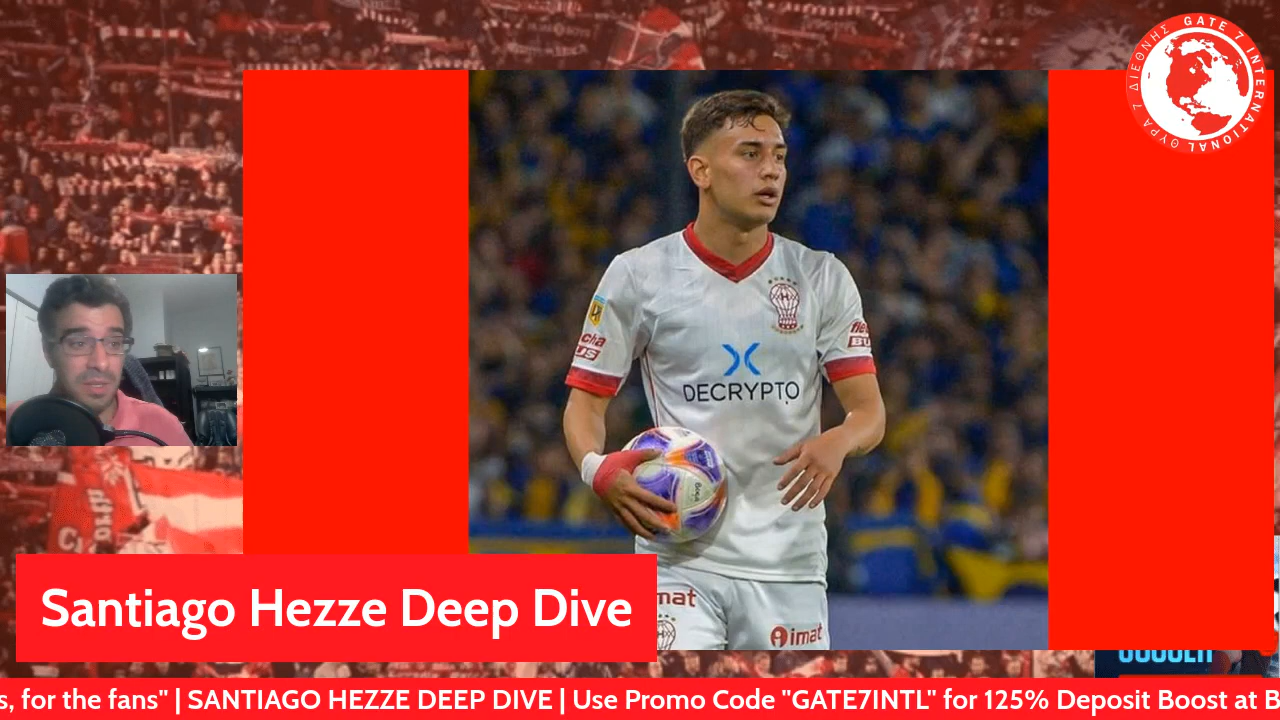 GATE 7 INTERNATIONAL
ΘΥΡΑ 7 ΔΙΕΘΝΗΣ
DECRYPTO
BUS
imat
Santiago Hezze Deep Dive
s, for the fans" | SANTIAGO HEZZE DEEP DIVE | Use Promo Code "GATE7INTL" for 125% Deposit Boost at B